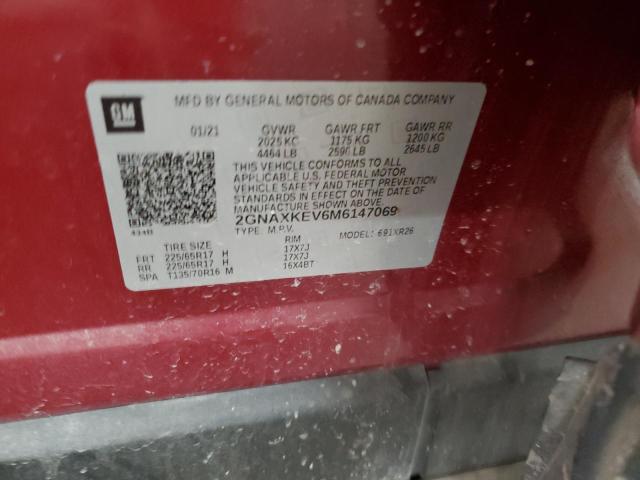 GM
MFD BY GENERAL MOTORS OF CANADA COMPANY
01/21 GVWR GAWR FRT GAWR RR
2025 KG 1175 KG 1200 KG
4464 LB 2590 LB 2645 LB
THIS VEHICLE CONFORMS TO ALL
APPLICABLE U.S. FEDERAL MOTOR
VEHICLE SAFETY AND THEFT PREVENTION
STANDARDS IN EFFECT ON THE DATE OF
MANUFACTURE SHOWN ABOVE.
2GNAXKEV6M6147069
434B TYPE: M.P.V. MODEL: 691XR26
TIRE SIZE RIM
FRT 225/65R17 H 17X7J
RR 225/65R17 H 17X7J
SPA T135/70R16 M 16X4BT